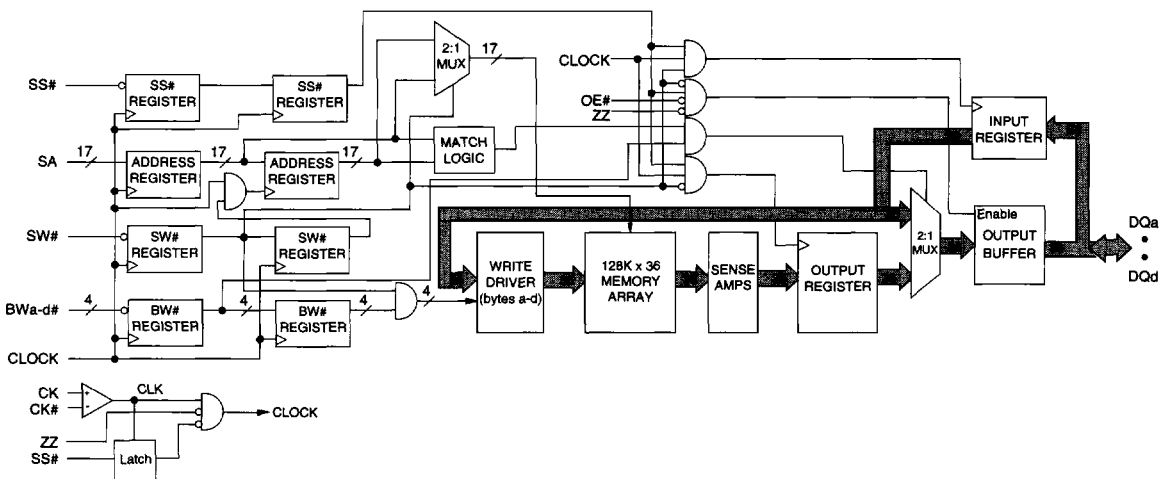 SS#
SS#
REGISTER
SS#
REGISTER
17
2:1
MUX
17
CLOCK
OE#
ZZ
INPUT
REGISTER
SA
17
ADDRESS
REGISTER
17
ADDRESS
REGISTER
17
MATCH
LOGIC
SW#
SW#
REGISTER
SW#
REGISTER
WRITE
DRIVER
(bytes a-d)
128K x 36
MEMORY
ARRAY
SENSE
AMPS
OUTPUT
REGISTER
2:1
MUX
Enable
OUTPUT
BUFFER
DQa
DQd
BWa-d#
4
BW#
REGISTER
4
BW#
REGISTER
4
4
CLOCK
CK
CK#
+
-
CLK
CLOCK
ZZ
SS#
Latch